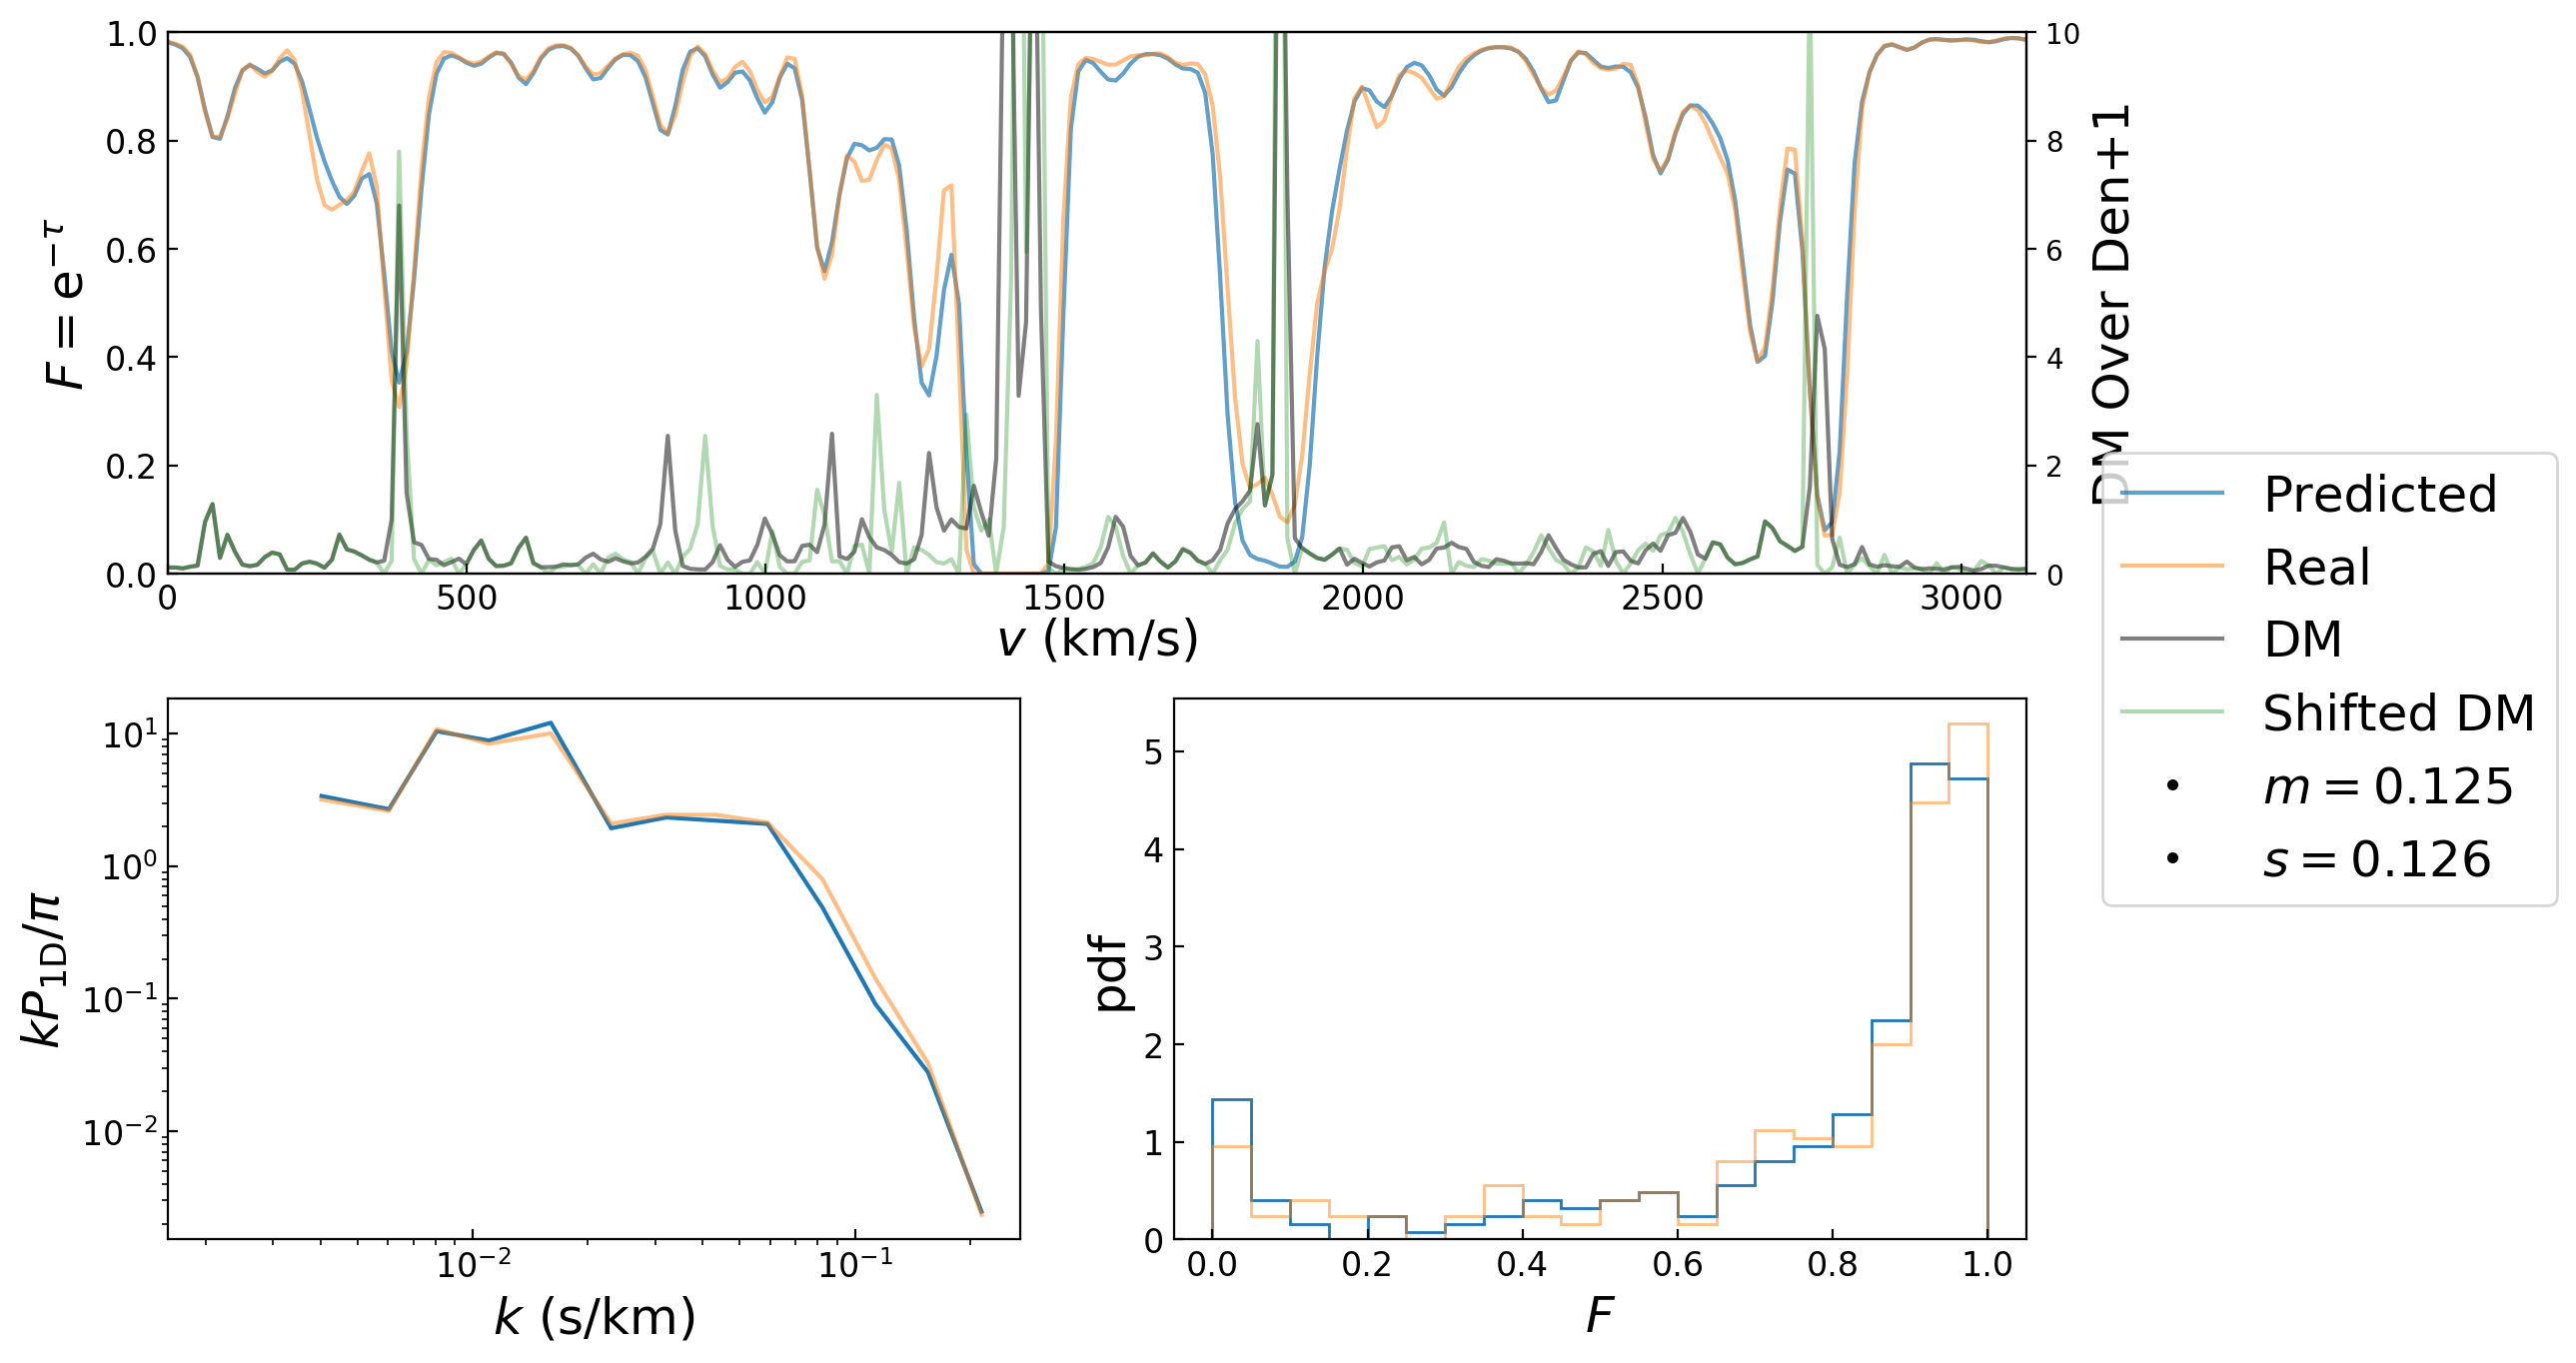 1.0
0.8
0.6
0.4
0.2
0.0
F = e^{−τ}
10
8
6
4
2
0
DM Over Den+1
0 500 1000 1500 2000 2500 3000
v (km/s)
Predicted
Real
DM
Shifted DM
m = 0.125
s = 0.126
10^1
10^0
10^{−1}
10^{−2}
kP_{1D}/π
10^{−2} 10^{−1}
k (s/km)
5
4
3
2
1
0
pdf
0.0 0.2 0.4 0.6 0.8 1.0
F